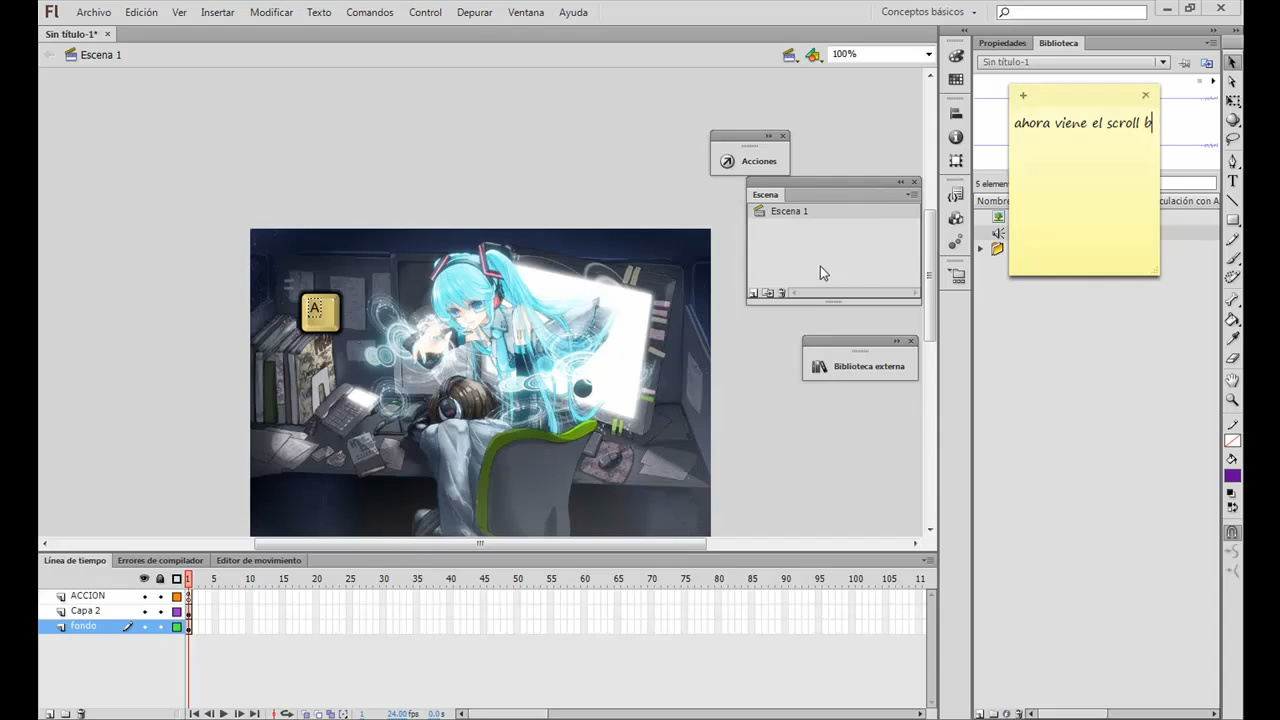 Fl Archivo Edición Ver Insertar Modificar Texto Comandos Control Depurar Ventana Ayuda Conceptos básicos
Sin título-1*
Escena 1 100%
Propiedades Biblioteca
Sin título-1
ahora viene el scroll b
Acciones
Escena
Escena 1
5 elemen
Nombre culación con A
A
Biblioteca externa
Línea de tiempo Errores de compilador Editor de movimiento
1 5 10 15 20 25 30 35 40 45 50 55 60 65 70 75 80 85 90 95 100 105 11
ACCION
Capa 2
fondo
1 24.00 fps 0.0 s